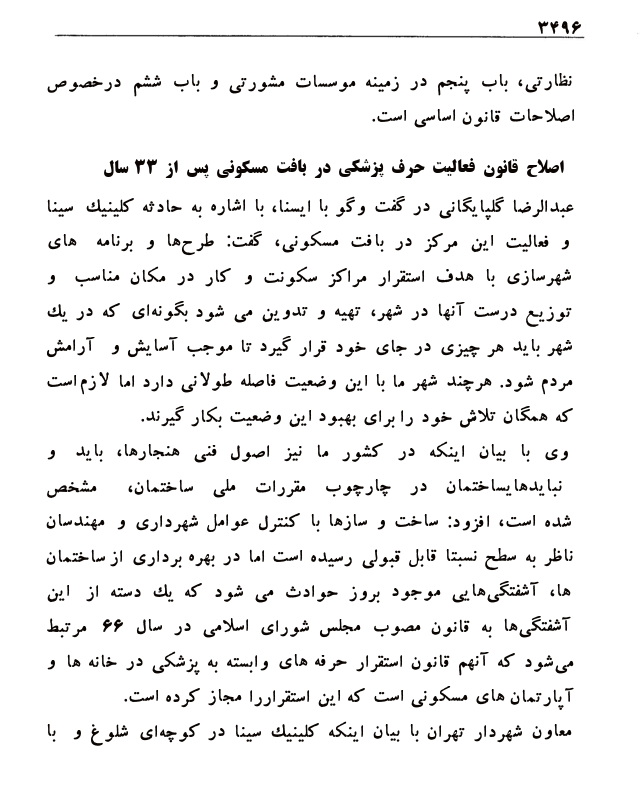 ۳۴۹۶
نظارتی، باب پنجم در زمینه موسسات مشورتی و باب ششم درخصوص
اصلاحات قانون اساسی است.
اصلاح قانون فعالیت حرف پزشکی در بافت مسکونی پس از ۳۳ سال
عبدالرضا گلپایگانی در گفت وگو با ایسنا، با اشاره به حادثه کلینیك سینا
و فعالیت این مرکز در بافت مسکونی، گفت: طرح‌ها و برنامه های
شهرسازی با هدف استقرار مراکز سکونت و کار در مکان مناسب و
توزیع درست آنها در شهر، تهیه و تدوین می شود بگونه‌ای که در یك
شهر باید هر چیزی در جای خود قرار گیرد تا موجب آسایش و آرامش
مردم شود. هرچند شهر ما با این وضعیت فاصله طولانی دارد اما لازم است
که همگان تلاش خود را برای بهبود این وضعیت بکار گیرند.
وی با بیان اینکه در کشور ما نیز اصول فنی هنجارها، باید و
نبایدهایساختمان در چارچوب مقررات ملی ساختمان، مشخص
شده است، افزود: ساخت و سازها با کنترل عوامل شهرداری و مهندسان
ناظر به سطح نسبتا قابل قبولی رسیده است اما در بهره برداری از ساختمان
ها، آشفتگی‌هایی موجود بروز حوادث می شود که یك دسته از این
آشفتگی‌ها به قانون مصوب مجلس شورای اسلامی در سال ۶۶ مرتبط
می‌شود که آنهم قانون استقرار حرفه های وابسته به پزشکی در خانه ها و
آپارتمان های مسکونی است که این استقراررا مجاز کرده است.
معاون شهردار تهران با بیان اینکه کلینیك سینا در کوچه‌ای شلوغ و با